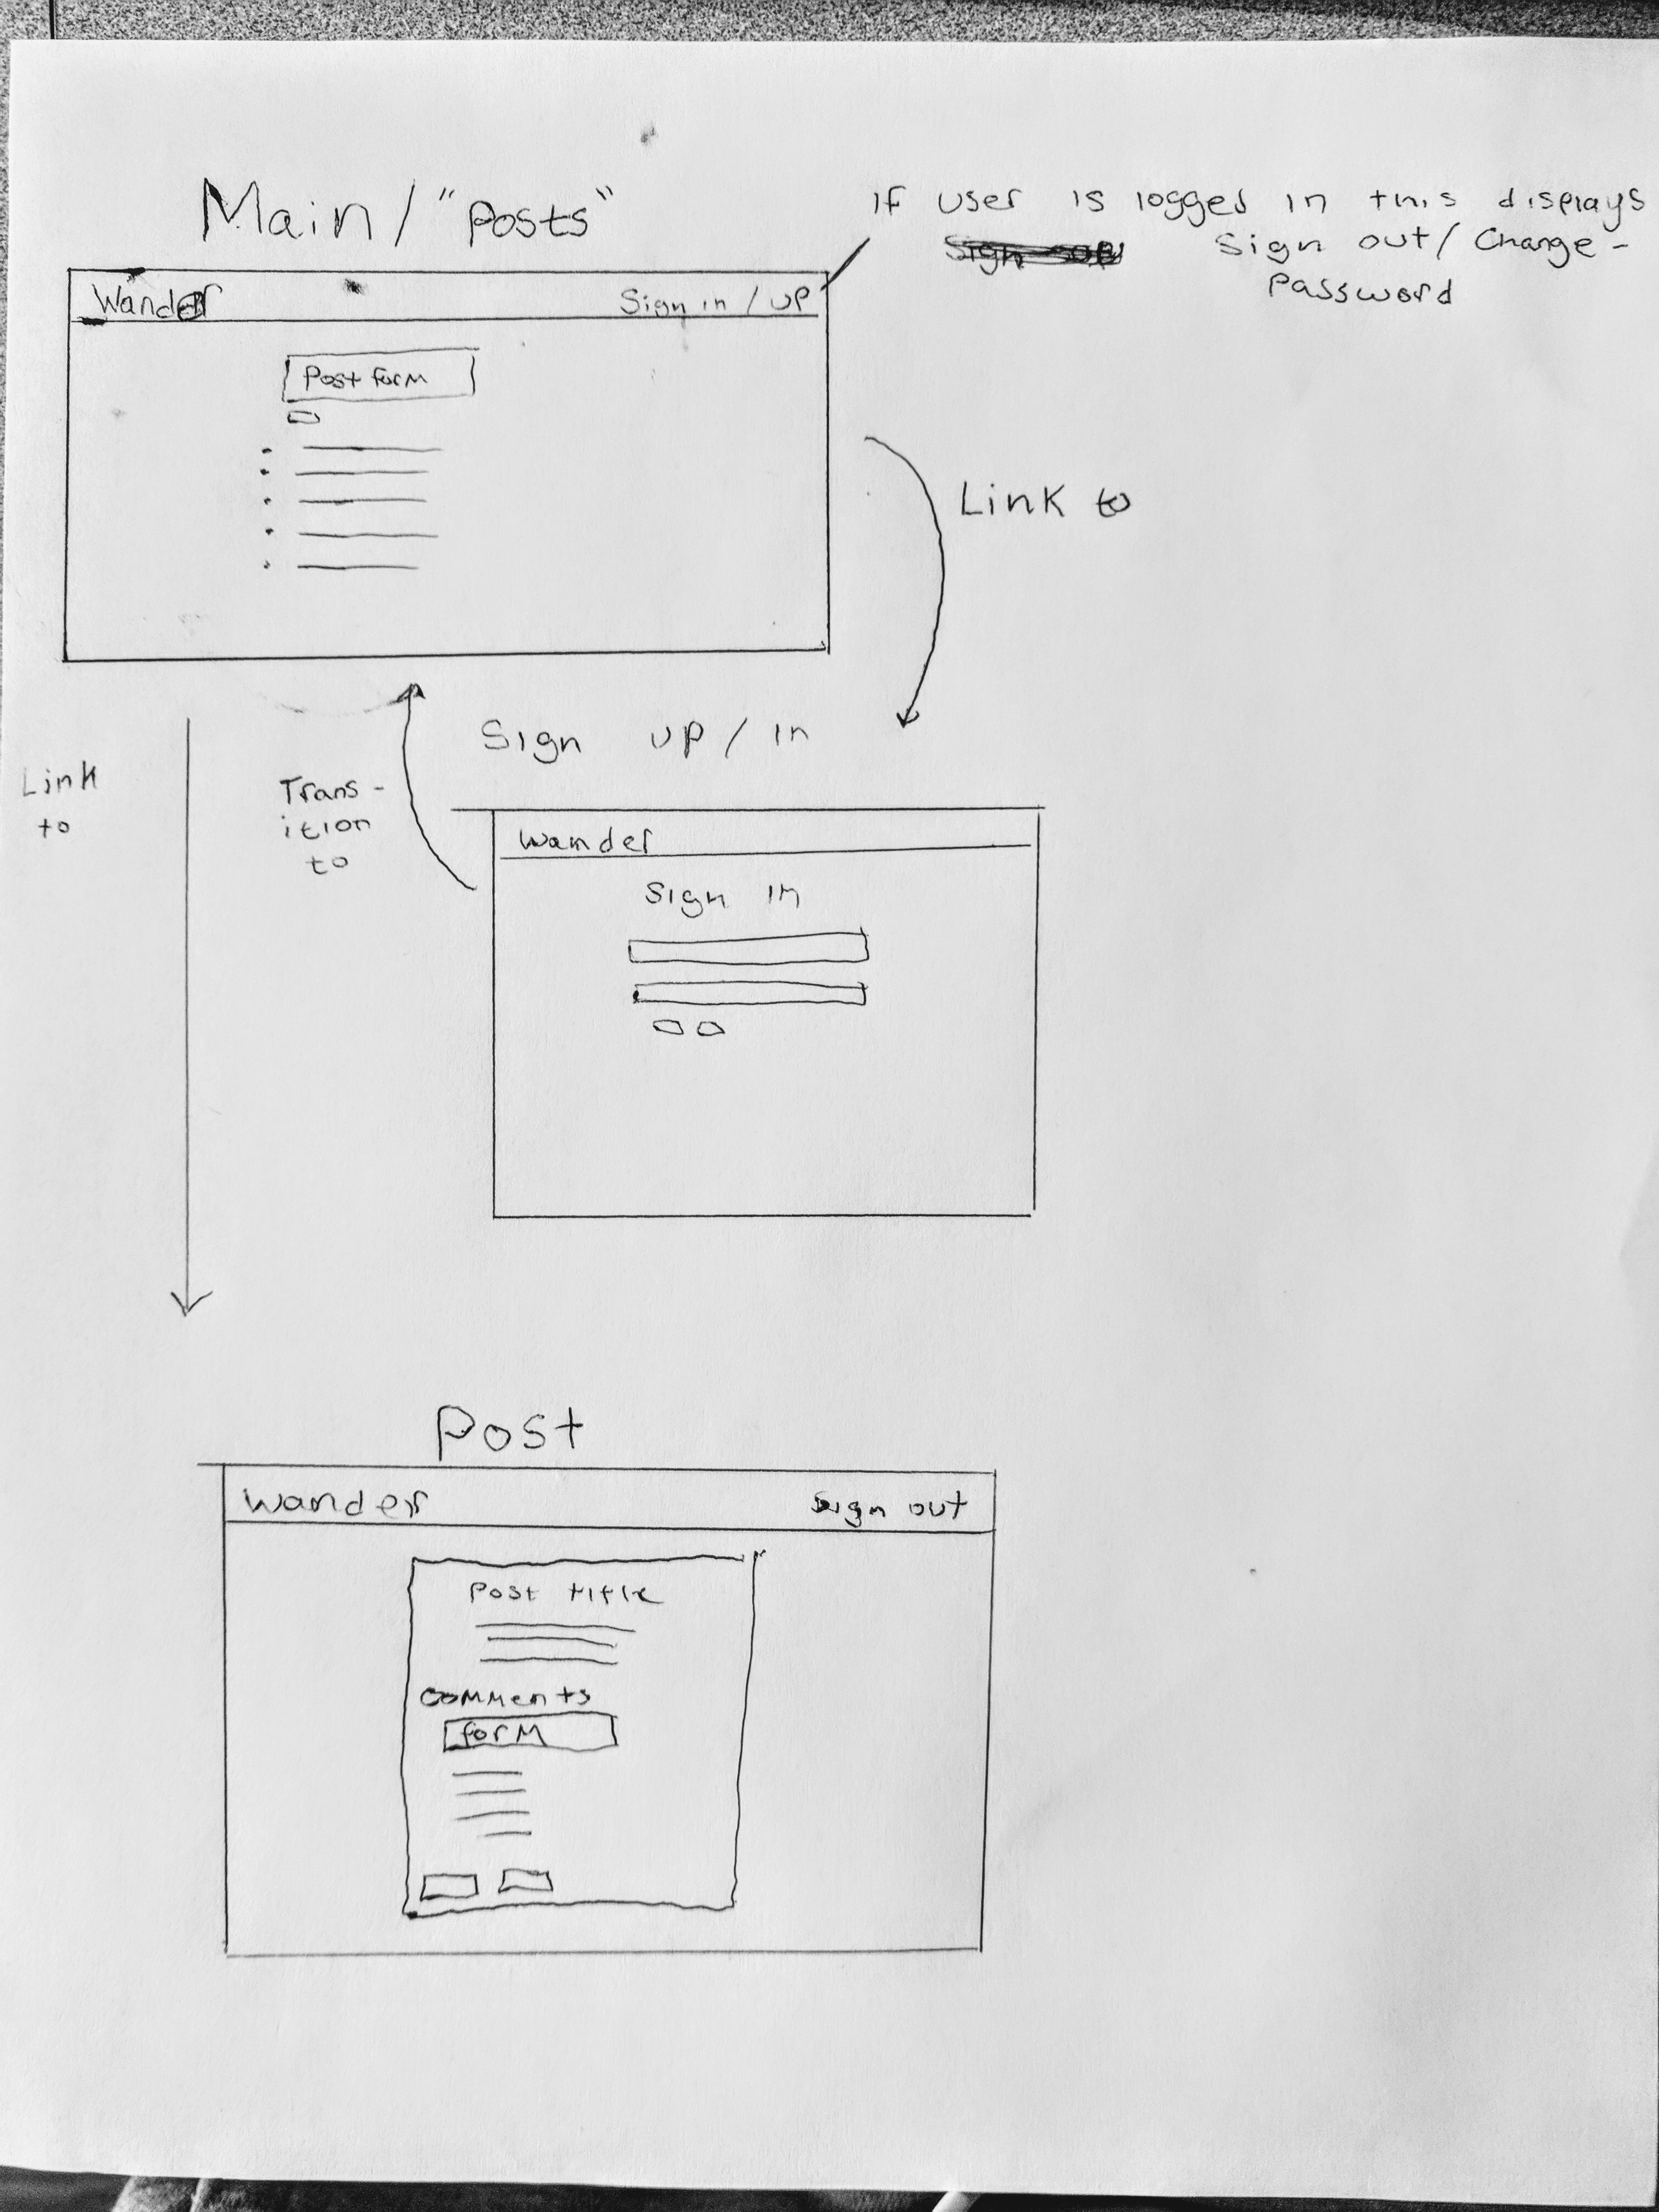 Main/"Posts"
If user is logged in this displays
Sign out/Change-
Password
Wander
Sign in / UP
Post form
Link to
Sign up / in
Link
to
Trans-
ition
to
Wander
Sign in
Post
Wander
Sign out
Post title
Comments
form